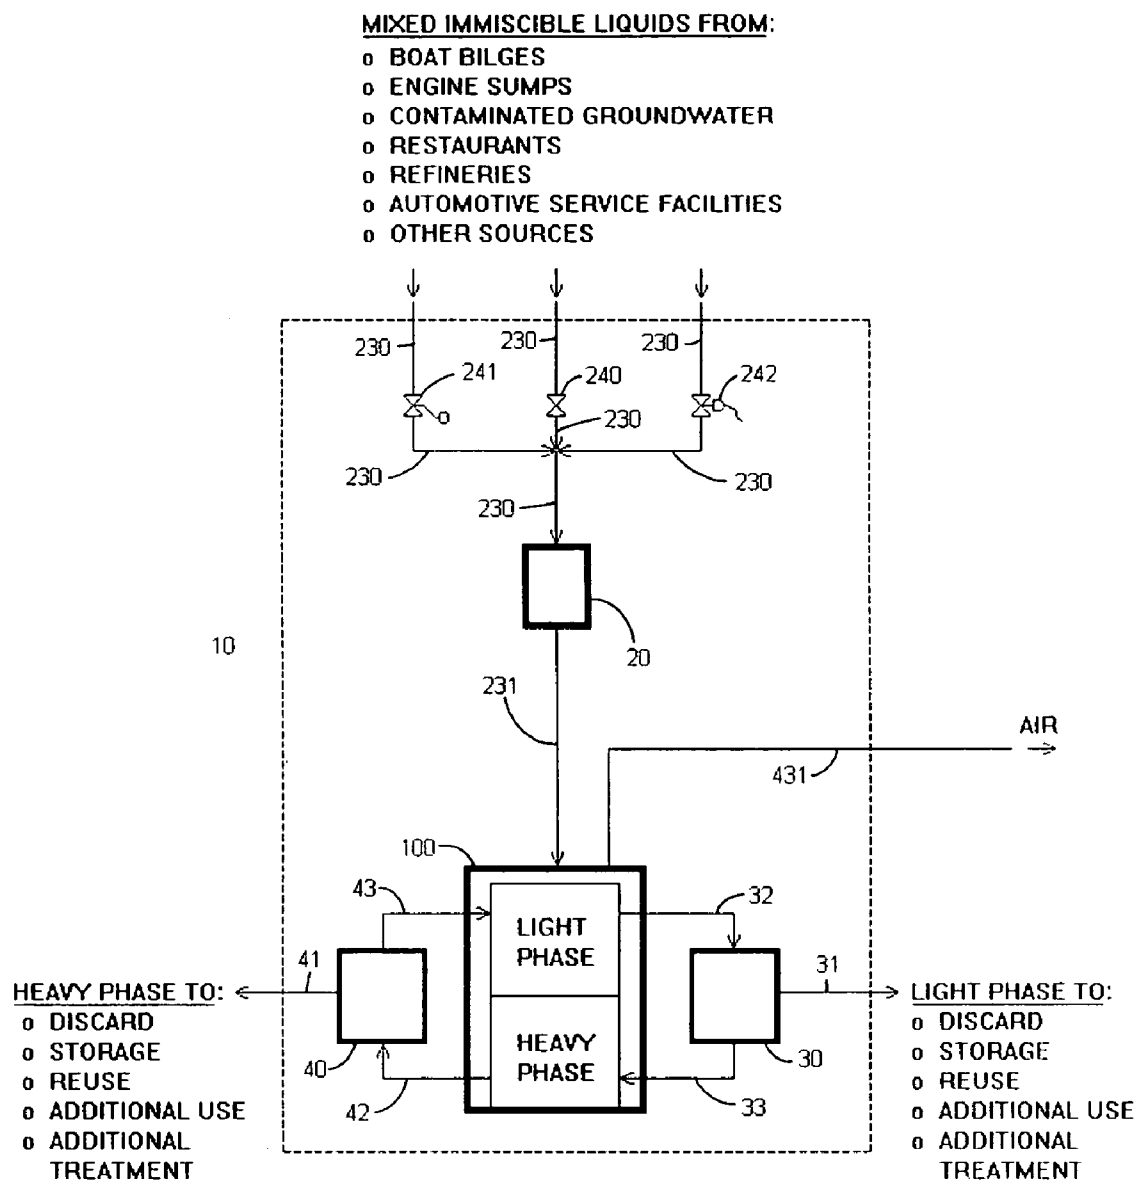 MIXED IMMISCIBLE LIQUIDS FROM:
o BOAT BILGES
o ENGINE SUMPS
o CONTAMINATED GROUNDWATER
o RESTAURANTS
o REFINERIES
o AUTOMOTIVE SERVICE FACILITIES
o OTHER SOURCES
230 230 230
241 240 242
230
230 230
230
10
20
231
AIR
431
100
43 32
LIGHT
PHASE
41 31
HEAVY PHASE TO:
o DISCARD
o STORAGE
o REUSE
o ADDITIONAL USE
o ADDITIONAL
TREATMENT
HEAVY
PHASE
40 30
42 33
LIGHT PHASE TO:
o DISCARD
o STORAGE
o REUSE
o ADDITIONAL USE
o ADDITIONAL
TREATMENT